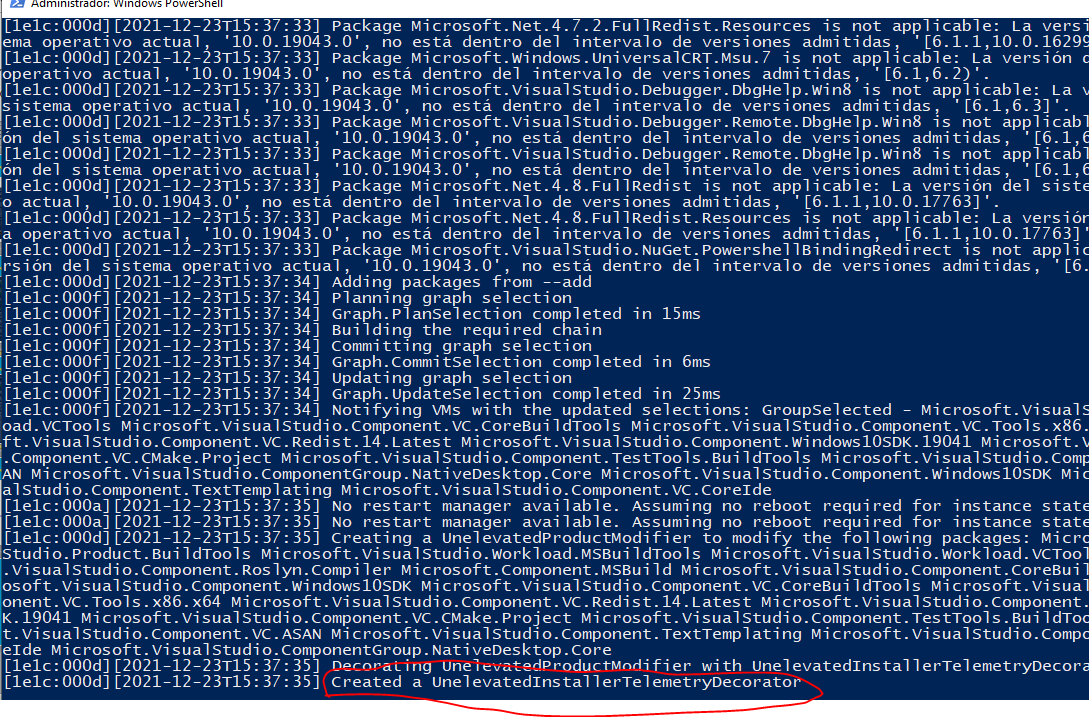 Administrador: Windows PowerShell
[1e1c:000d][2021-12-23T15:37:33] Package Microsoft.Net.4.7.2.FullRedist.Resources is not applicable: La versi
ema operativo actual, '10.0.19043.0', no está dentro del intervalo de versiones admitidas, '[6.1.1,10.0.16299
[1e1c:000d][2021-12-23T15:37:33] Package Microsoft.Windows.UniversalCRT.Msu.7 is not applicable: La versión d
operativo actual, '10.0.19043.0', no está dentro del intervalo de versiones admitidas, '[6.1,6.2)'.
[1e1c:000d][2021-12-23T15:37:33] Package Microsoft.VisualStudio.Debugger.DbgHelp.Win8 is not applicable: La v
sistema operativo actual, '10.0.19043.0', no está dentro del intervalo de versiones admitidas, '[6.1,6.3]'.
[1e1c:000d][2021-12-23T15:37:33] Package Microsoft.VisualStudio.Debugger.Remote.DbgHelp.Win8 is not applicabl
ón del sistema operativo actual, '10.0.19043.0', no está dentro del intervalo de versiones admitidas, '[6.1,6
[1e1c:000d][2021-12-23T15:37:33] Package Microsoft.VisualStudio.Debugger.Remote.DbgHelp.Win8 is not applicabl
ón del sistema operativo actual, '10.0.19043.0', no está dentro del intervalo de versiones admitidas, '[6.1,6
[1e1c:000d][2021-12-23T15:37:33] Package Microsoft.Net.4.8.FullRedist is not applicable: La versión del siste
o actual, '10.0.19043.0', no está dentro del intervalo de versiones admitidas, '[6.1.1,10.0.17763]'.
[1e1c:000d][2021-12-23T15:37:33] Package Microsoft.Net.4.8.FullRedist.Resources is not applicable: La versión
a operativo actual, '10.0.19043.0', no está dentro del intervalo de versiones admitidas, '[6.1.1,10.0.17763]'
[1e1c:000d][2021-12-23T15:37:33] Package Microsoft.VisualStudio.NuGet.PowershellBindingRedirect is not applic
rsión del sistema operativo actual, '10.0.19043.0', no está dentro del intervalo de versiones admitidas, '[6.
[1e1c:000d][2021-12-23T15:37:34] Adding packages from --add
[1e1c:000f][2021-12-23T15:37:34] Planning graph selection
[1e1c:000f][2021-12-23T15:37:34] Graph.PlanSelection completed in 15ms
[1e1c:000f][2021-12-23T15:37:34] Building the required chain
[1e1c:000f][2021-12-23T15:37:34] Committing graph selection
[1e1c:000f][2021-12-23T15:37:34] Graph.CommitSelection completed in 6ms
[1e1c:000f][2021-12-23T15:37:34] Updating graph selection
[1e1c:000f][2021-12-23T15:37:34] Graph.UpdateSelection completed in 25ms
[1e1c:000f][2021-12-23T15:37:34] Notifying VMs with the updated selections: GroupSelected - Microsoft.VisualS
oad.VCTools Microsoft.VisualStudio.Component.VC.CoreBuildTools Microsoft.VisualStudio.Component.VC.Tools.x86.
ft.VisualStudio.Component.VC.Redist.14.Latest Microsoft.VisualStudio.Component.Windows10SDK.19041 Microsoft.V
.Component.VC.CMake.Project Microsoft.VisualStudio.Component.TestTools.BuildTools Microsoft.VisualStudio.Comp
AN Microsoft.VisualStudio.ComponentGroup.NativeDesktop.Core Microsoft.VisualStudio.Component.Windows10SDK Mic
alStudio.Component.TextTemplating Microsoft.VisualStudio.Component.VC.CoreIde
[1e1c:000a][2021-12-23T15:37:35] No restart manager available. Assuming no reboot required for instance state
[1e1c:000a][2021-12-23T15:37:35] No restart manager available. Assuming no reboot required for instance state
[1e1c:000d][2021-12-23T15:37:35] Creating a UnelevatedProductModifier to modify the following packages: Micro
Studio.Product.BuildTools Microsoft.VisualStudio.Workload.MSBuildTools Microsoft.VisualStudio.Workload.VCTool
.VisualStudio.Component.Roslyn.Compiler Microsoft.Component.MSBuild Microsoft.VisualStudio.Component.CoreBuil
osoft.VisualStudio.Component.Windows10SDK Microsoft.VisualStudio.Component.VC.CoreBuildTools Microsoft.Visual
onent.VC.Tools.x86.x64 Microsoft.VisualStudio.Component.VC.Redist.14.Latest Microsoft.VisualStudio.Component.
K.19041 Microsoft.VisualStudio.Component.VC.CMake.Project Microsoft.VisualStudio.Component.TestTools.BuildToo
t.VisualStudio.Component.VC.ASAN Microsoft.VisualStudio.Component.TextTemplating Microsoft.VisualStudio.Compo
eIde Microsoft.VisualStudio.ComponentGroup.NativeDesktop.Core
[1e1c:000d][2021-12-23T15:37:35] Decorating UnelevatedProductModifier with UnelevatedInstallerTelemetryDecora
[1e1c:000d][2021-12-23T15:37:35] Created a UnelevatedInstallerTelemetryDecorator